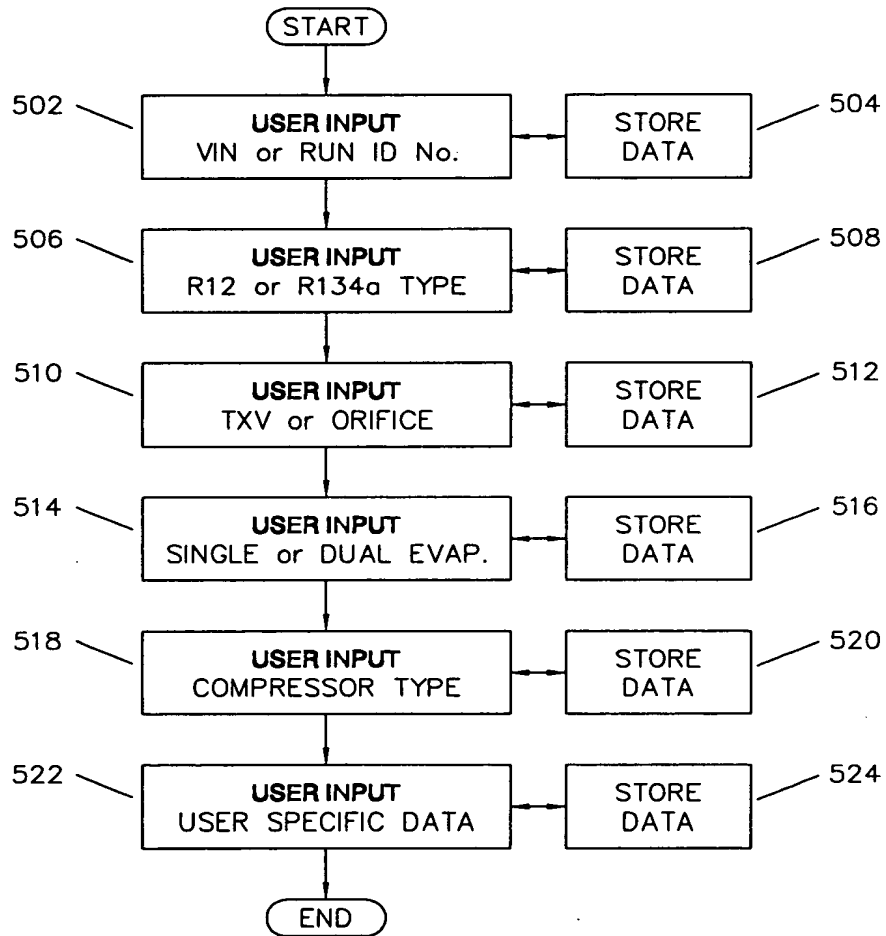 START
502
USER INPUT
VIN or RUN ID No.
STORE
DATA
504
506
USER INPUT
R12 or R134a TYPE
STORE
DATA
508
510
USER INPUT
TXV or ORIFICE
STORE
DATA
512
514
USER INPUT
SINGLE or DUAL EVAP.
STORE
DATA
516
518
USER INPUT
COMPRESSOR TYPE
STORE
DATA
520
522
USER INPUT
USER SPECIFIC DATA
STORE
DATA
524
END